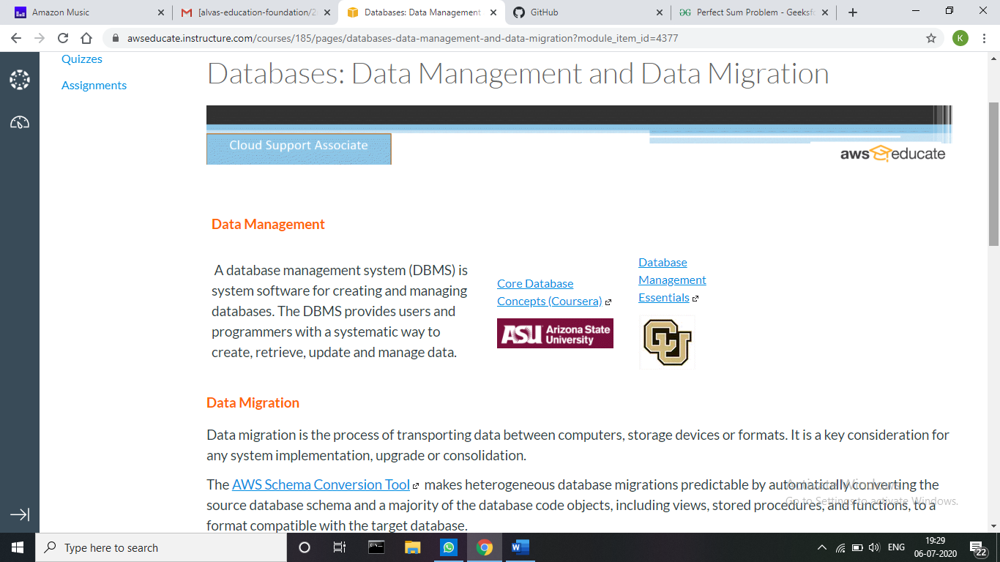 Amazon Music
[alvas-education-foundation/2
Databases: Data Management
GitHub
Perfect Sum Problem - Geeksfo
awseducate.instructure.com/courses/185/pages/databases-data-management-and-data-migration?module_item_id=4377
K
Quizzes
Assignments
Databases: Data Management and Data Migration
Cloud Support Associate
aws educate
Data Management
A database management system (DBMS) is
system software for creating and managing
databases. The DBMS provides users and
programmers with a systematic way to
create, retrieve, update and manage data.
Core Database
Concepts (Coursera)
ASU Arizona State
University
Database
Management
Essentials
CU
Data Migration
Data migration is the process of transporting data between computers, storage devices or formats. It is a key consideration for
any system implementation, upgrade or consolidation.
The AWS Schema Conversion Tool makes heterogeneous database migrations predictable by automatically converting the
source database schema and a majority of the database code objects, including views, stored procedures, and functions, to a
format compatible with the target database.
Activate Windows
Go to Settings to activate Windows.
Type here to search
ENG
19:29
06-07-2020
22